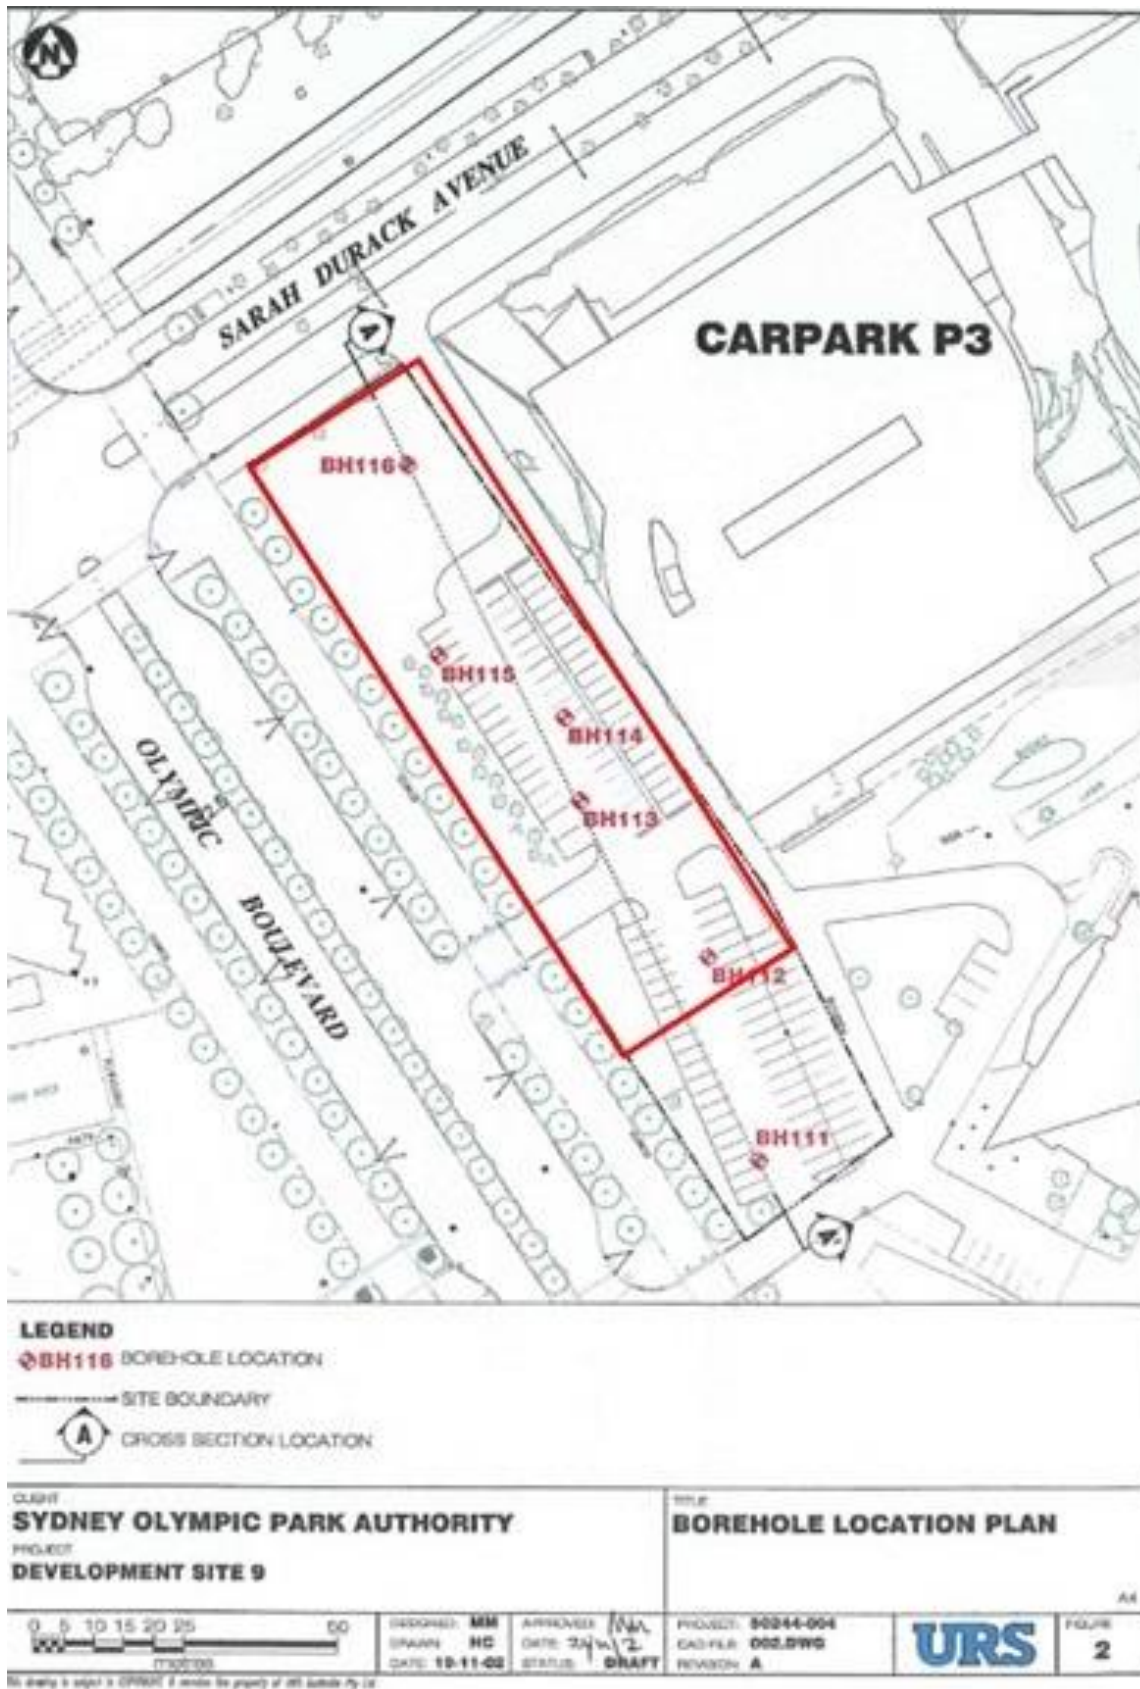 N
SARAH DURACK AVENUE
A
CARPARK P3
BH116
BH115
BH114
BH113
OLYMPIC
BOULEVARD
BH112
BH111
A'
LEGEND
BH116 BOREHOLE LOCATION
SITE BOUNDARY
A CROSS SECTION LOCATION
CLIENT
SYDNEY OLYMPIC PARK AUTHORITY
PROJECT
DEVELOPMENT SITE 9
TITLE
BOREHOLE LOCATION PLAN
A4
0 5 10 15 20 25 50
metres
DESIGNED: MM
DRAWN: HC
DATE: 19-11-02
APPROVED:
DATE:
STATUS: DRAFT
PROJECT: 50244-004
CAD FILE: 002.DWG
REVISION: A
URS
FIGURE
2